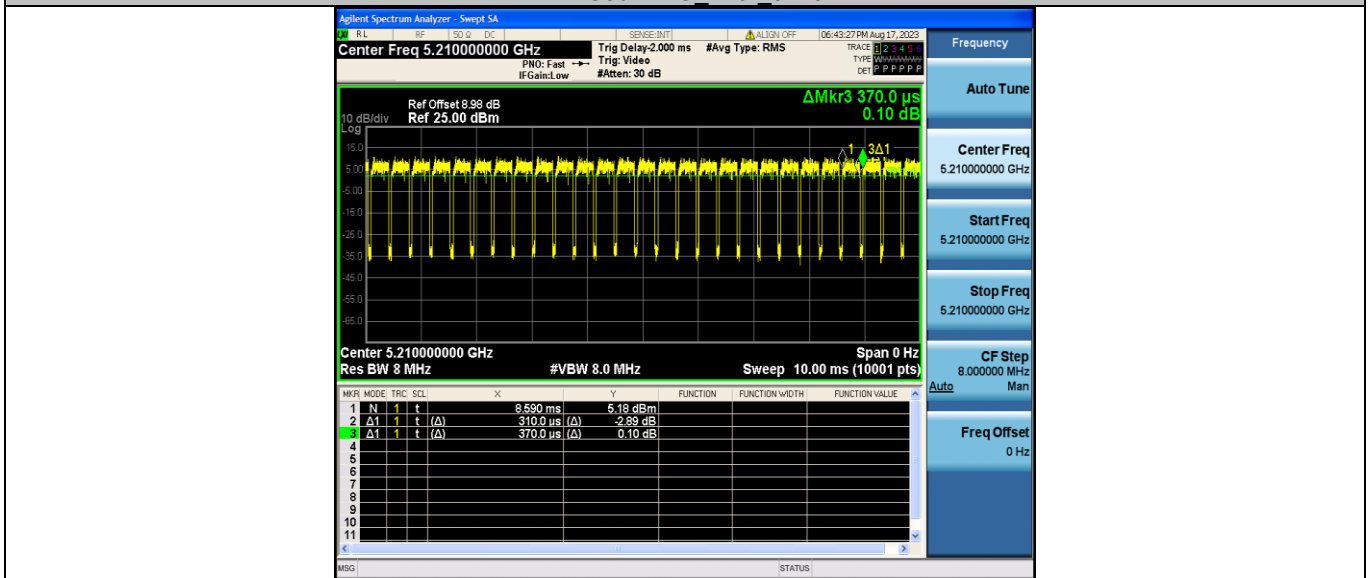 Agilent Spectrum Analyzer - Swept SA
RL RF 50 Ω DC SENSE:INT ALIGN OFF 06:43:27 PM Aug 17, 2023
Center Freq 5.210000000 GHz
PNO: Fast
IFGain:Low
Trig Delay-2.000 ms
Trig: Video
#Atten: 30 dB
#Avg Type: RMS
TRACE 1 2 3 4 5 6
TYPE
DET P P P P P P
ΔMkr3 370.0 µs
0.10 dB
Ref Offset 8.98 dB
10 dB/div Ref 25.00 dBm
Log
15.0
5.00
-5.00
-15.0
-25.0
-35.0
-45.0
-55.0
-65.0
1 3Δ1
Center 5.210000000 GHz Span 0 Hz
Res BW 8 MHz #VBW 8.0 MHz Sweep 10.00 ms (10001 pts)
MKR MODE TRC SCL X Y FUNCTION FUNCTION WIDTH FUNCTION VALUE
1 N 1 t 8.590 ms 5.18 dBm
2 Δ1 1 t (Δ) 310.0 µs (Δ) -2.89 dB
3 Δ1 1 t (Δ) 370.0 µs (Δ) 0.10 dB
4
5
6
7
8
9
10
11
MSG STATUS
Frequency
Auto Tune
Center Freq
5.210000000 GHz
Start Freq
5.210000000 GHz
Stop Freq
5.210000000 GHz
CF Step
8.000000 MHz
Auto Man
Freq Offset
0 Hz